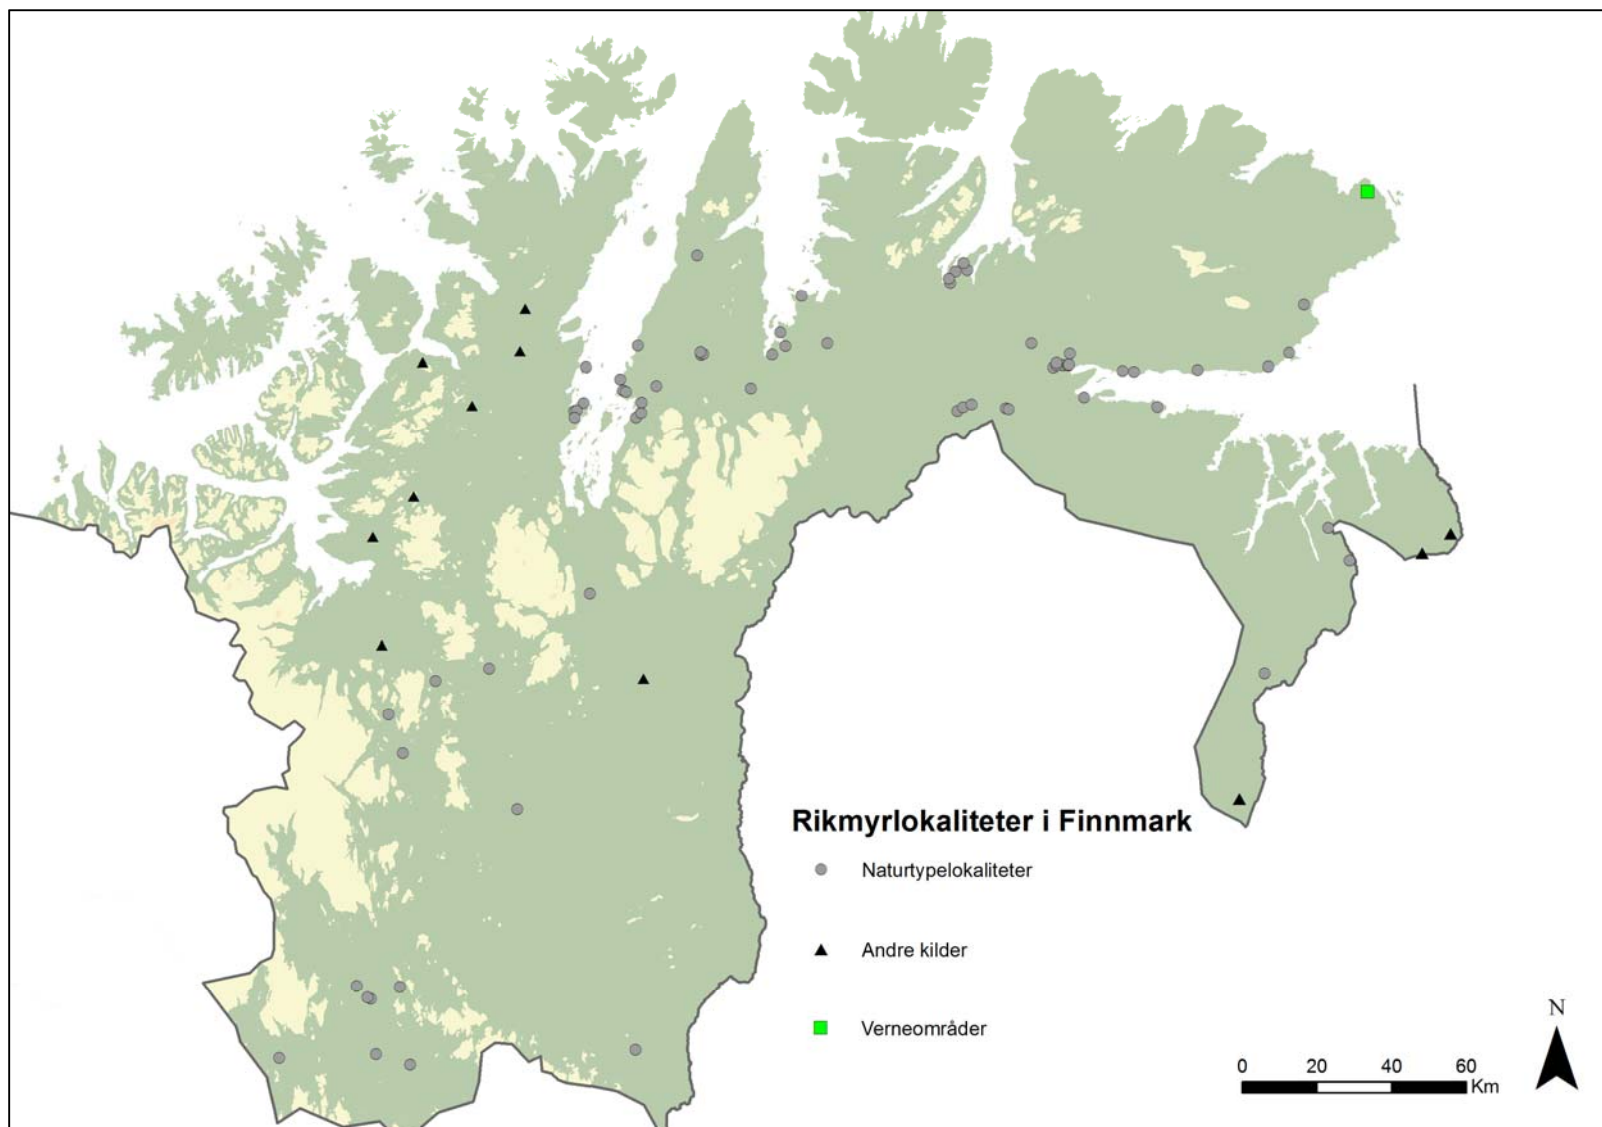 Rikmyrlokaliteter i Finnmark
Naturtypelokaliteter
Andre kilder
Verneområder
N
0 20 40 60
Km